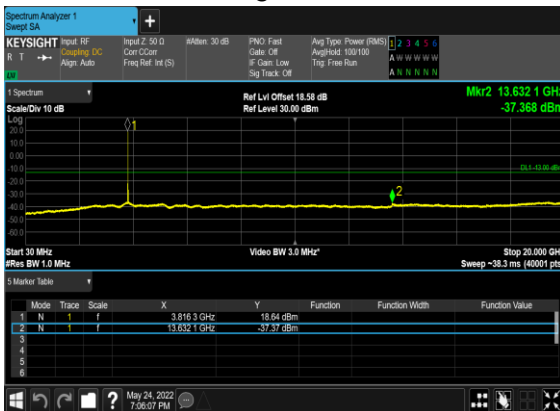 Spectrum Analyzer 1
Swept SA
KEYSIGHT Input: RF Input Z: 50 Ω #Atten: 30 dB PNO: Fast Avg Type: Power (RMS) 1 2 3 4 5 6
R T Coupling: DC Corr CCorr Gate: Off Avg|Hold: 100/100 A W W W W W
Align: Auto Freq Ref: Int (S) IF Gain: Low Trig: Free Run
Sig Track: Off A N N N N N
LV
1 Spectrum Ref Lvl Offset 18.58 dB Mkr2 13.632 1 GHz
Scale/Div 10 dB Ref Level 30.00 dBm -37.368 dBm
Log
20.0
10.0
0.00
-10.0
-20.0
-30.0
-40.0
-50.0
-60.0
1
DL1 -13.00 dBm
2
Start 30 MHz Video BW 3.0 MHz* Stop 20.000 GH
#Res BW 1.0 MHz Sweep ~38.3 ms (40001 pts
5 Marker Table
Mode Trace Scale X Y Function Function Width Function Value
1 N 1 f 3.816 3 GHz 18.64 dBm
2 N 1 f 13.632 1 GHz -37.37 dBm
3
4
5
6
? May 24, 2022
7:06:07 PM